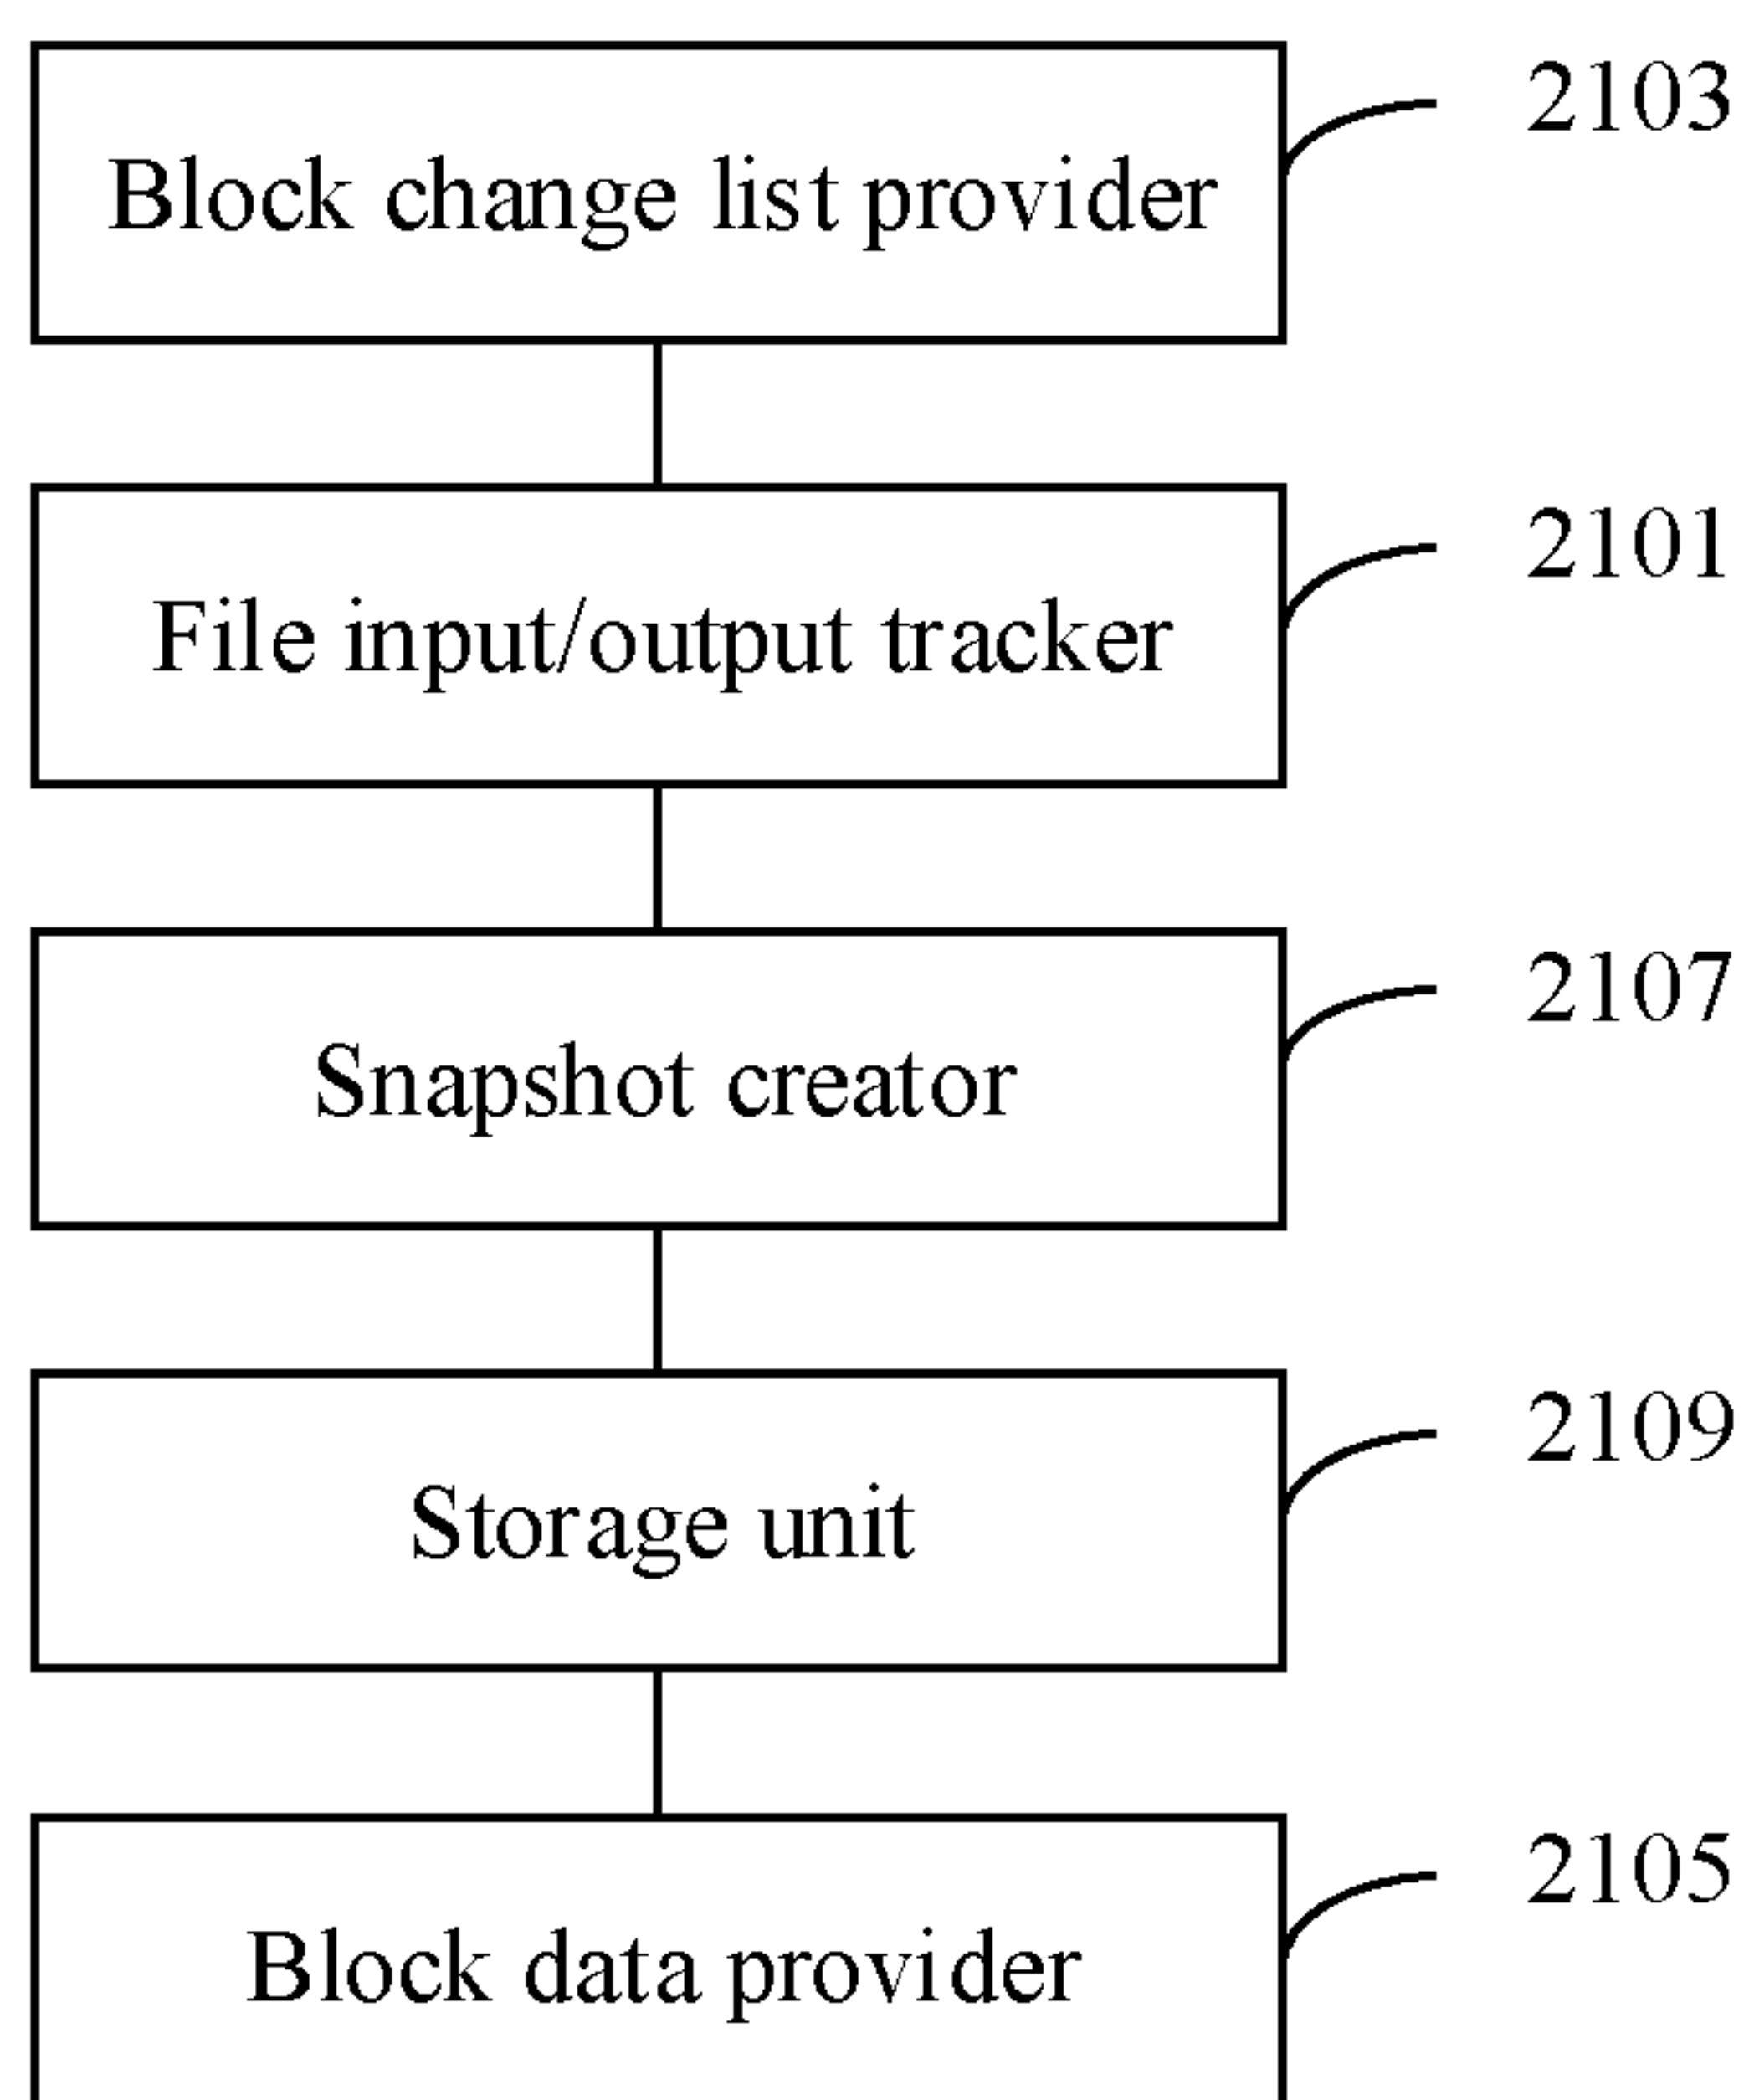 2103
Block change list provider
2101
File input/output tracker
2107
Snapshot creator
2109
Storage unit
2105
Block data provider